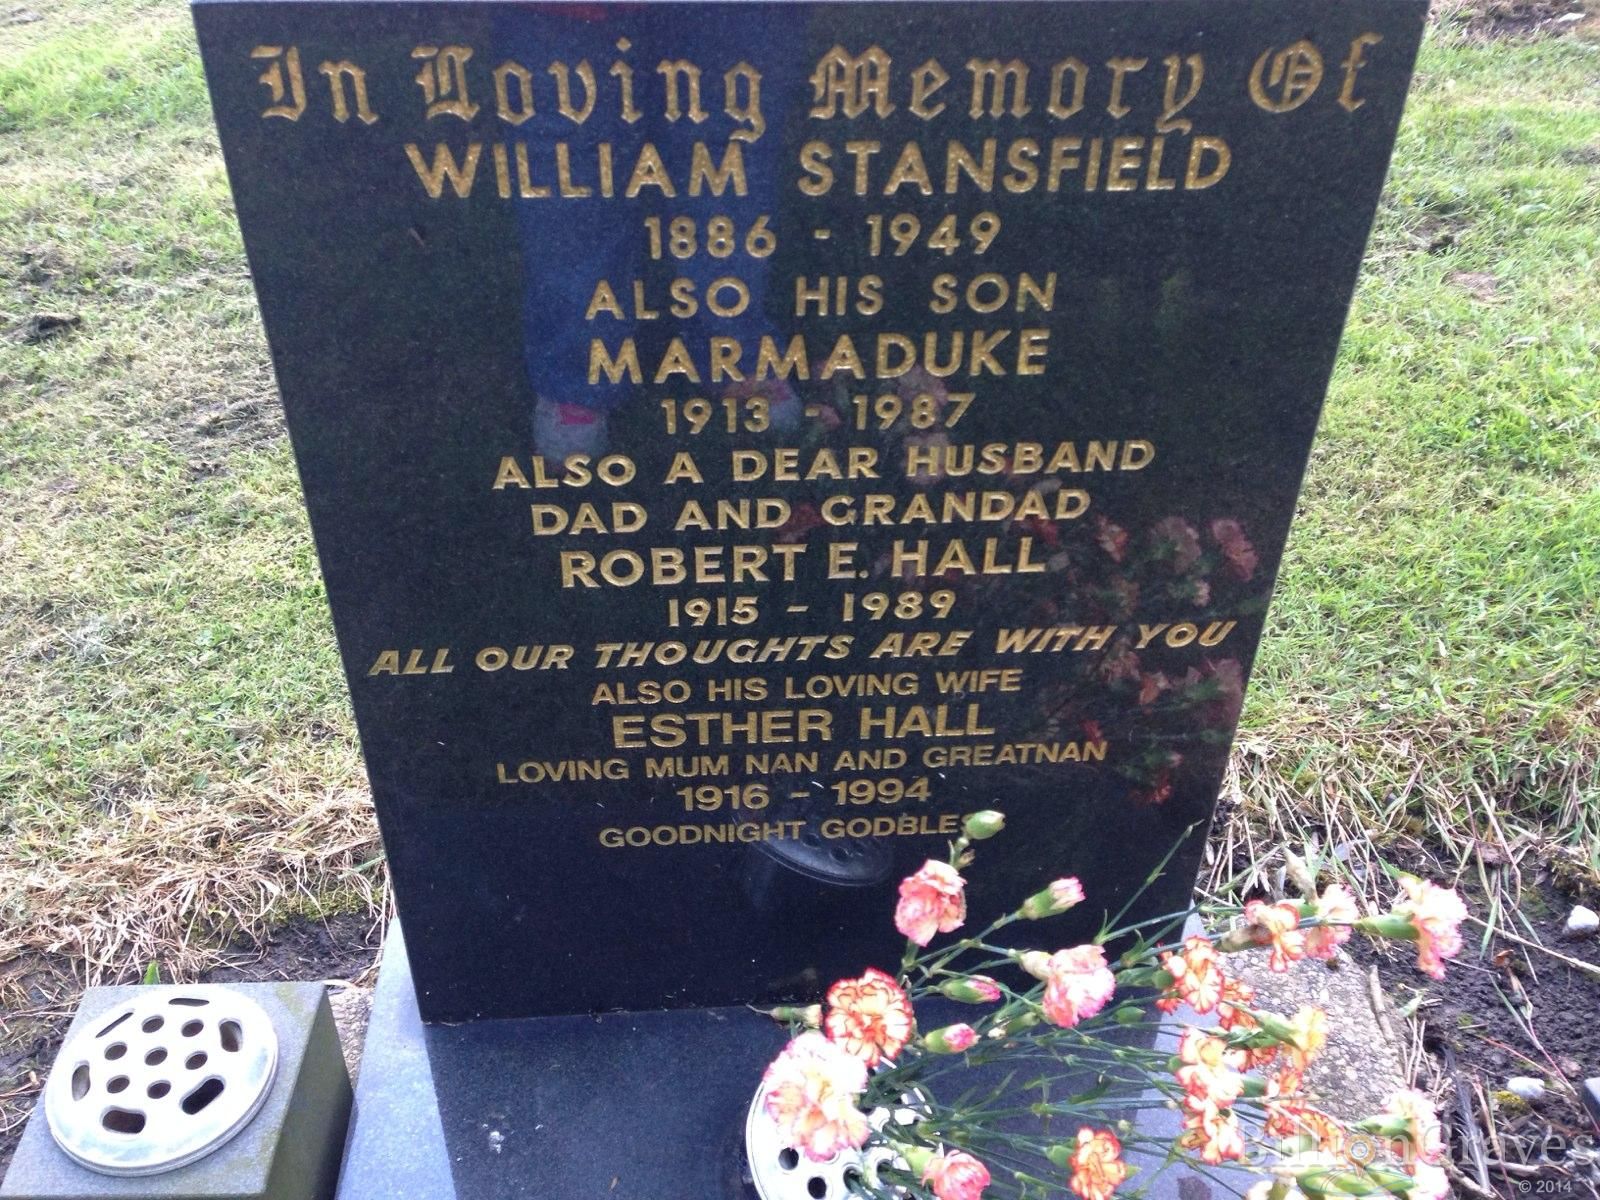 In Loving Memory Of
WILLIAM STANSFIELD
1886 - 1949
ALSO HIS SON
MARMADUKE
1913 - 1987
ALSO A DEAR HUSBAND
DAD AND GRANDAD
ROBERT E. HALL
1915 - 1989
ALL OUR THOUGHTS ARE WITH YOU
ALSO HIS LOVING WIFE
ESTHER HALL
LOVING MUM NAN AND GREATNAN
1916 - 1994
GOODNIGHT GODBLESS
BillionGraves
© 2014